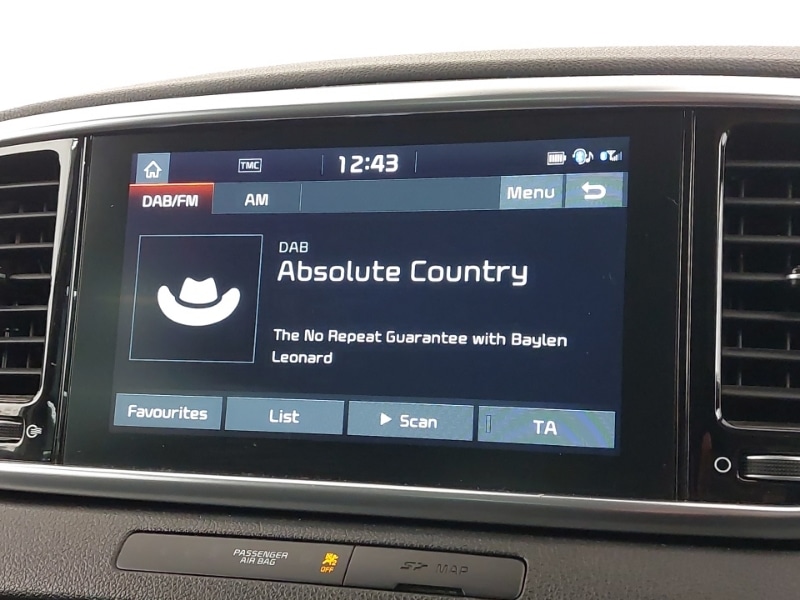 TMC 12:43
DAB/FM AM Menu
DAB
Absolute Country
The No Repeat Guarantee with Baylen
Leonard
Favourites List Scan TA
PASSENGER
AIR BAG
OFF
MAP